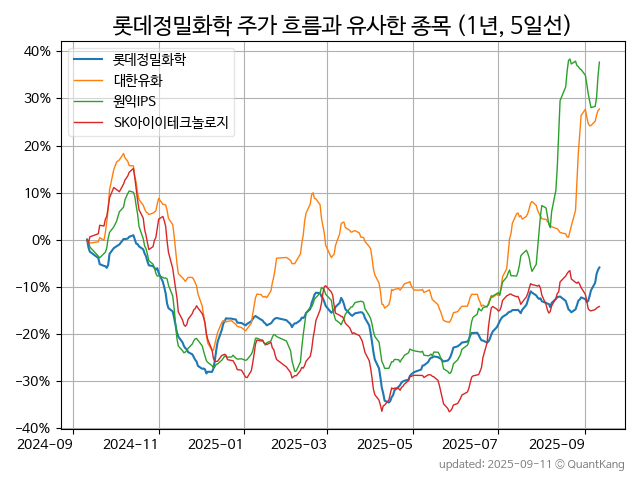 롯데정밀화학 주가 흐름과 유사한 종목 (1년, 5일선)
롯데정밀화학
대한유화
원익IPS
SK아이이테크놀로지
40%
30%
20%
10%
0%
−10%
−20%
−30%
−40%
2024-09 2024-11 2025-01 2025-03 2025-05 2025-07 2025-09
updated: 2025-09-11 © QuantKang